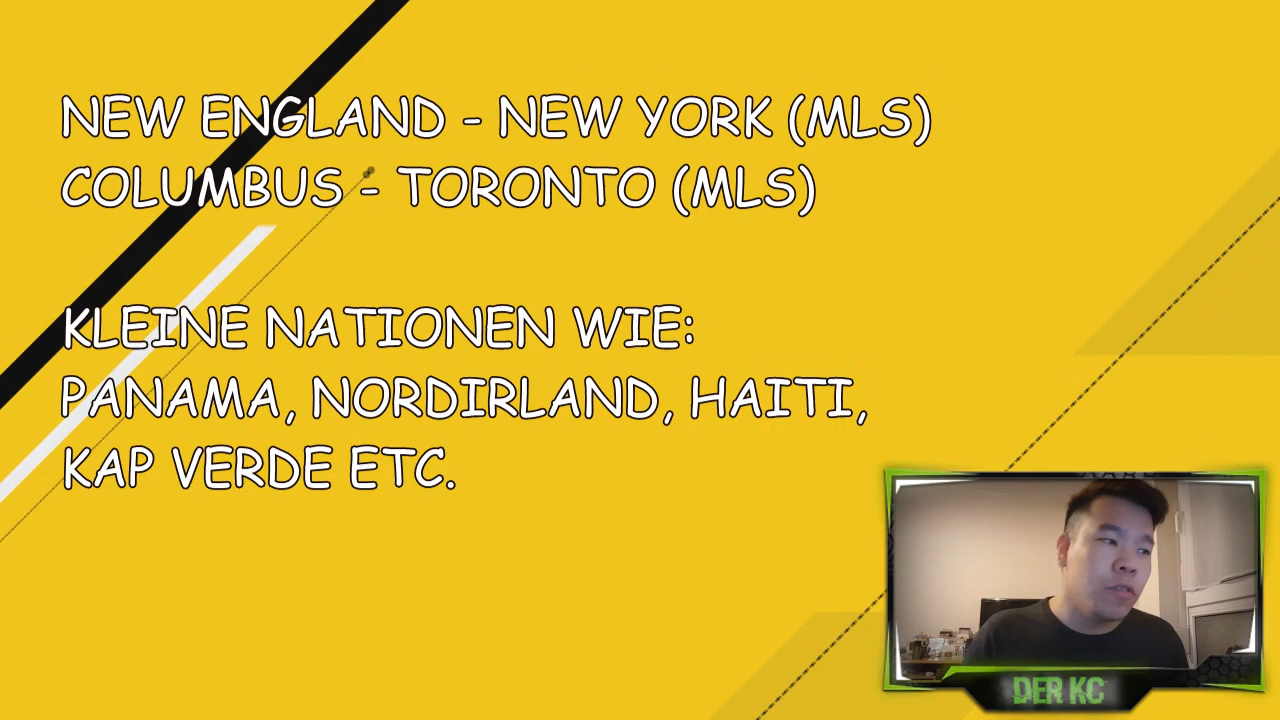 NEW ENGLAND - NEW YORK (MLS)
COLUMBUS - TORONTO (MLS)
KLEINE NATIONEN WIE:
PANAMA, NORDIRLAND, HAITI,
KAP VERDE ETC.
DER KC